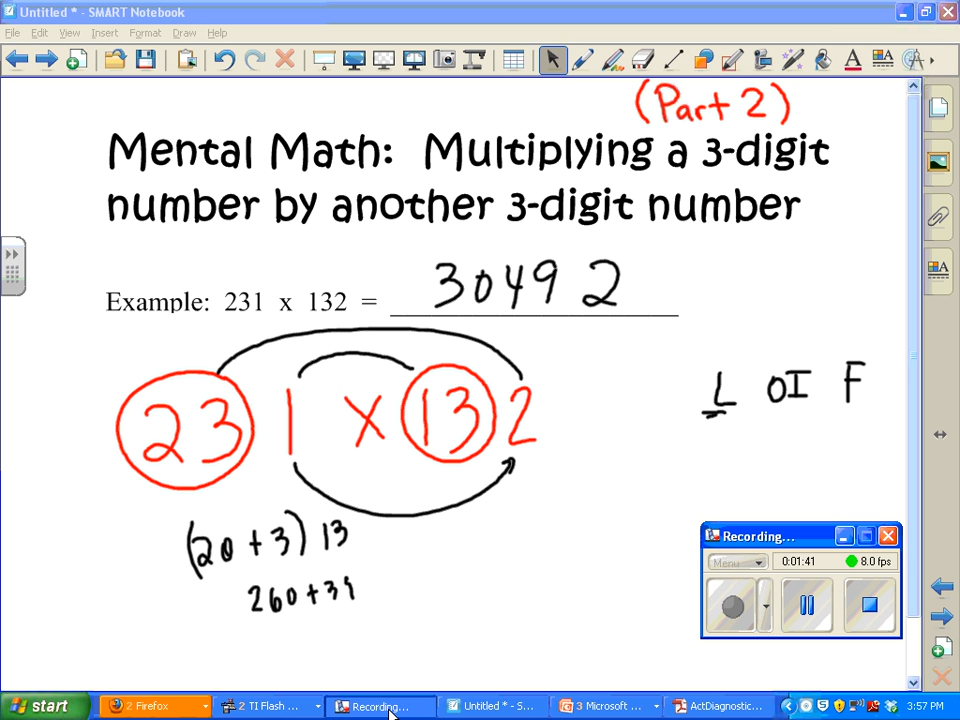 Untitled * - SMART Notebook
File Edit View Insert Format Draw Help
(Part 2)
Mental Math: Multiplying a 3-digit
number by another 3-digit number
Example: 231 x 132 = 30492
23 1 X 13 2
L OI F
(20 + 3) 13
260 + 39
Recording...
Menu 0:01:41 8.0 fps
start 2 Firefox 2 TI Flash ... Recording... Untitled * - S... 3 Microsoft ... ActDiagnostic... 3:57 PM